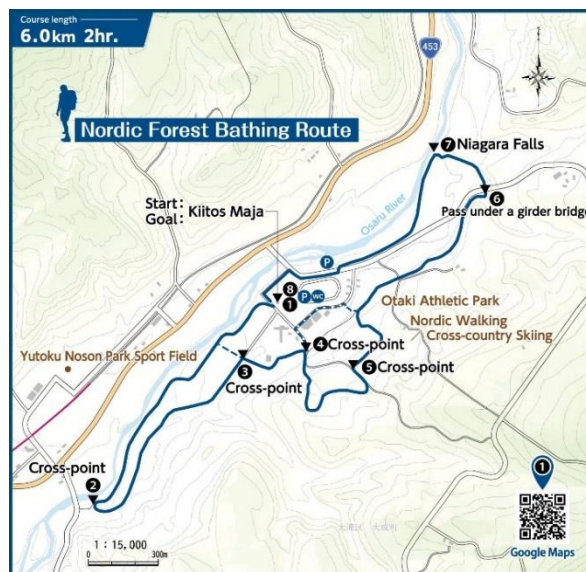 Course length
6.0km 2hr.
453
Nordic Forest Bathing Route
7 Niagara Falls
6
Pass under a girder bridge
Start:
Goal: Kiitos Maja
Osaru River
P
8
1
P WC
Otaki Athletic Park
Nordic Walking
Cross-country Skiing
Yutoku Noson Park Sport Field
4 Cross-point
3
Cross-point
5 Cross-point
Cross-point
2
1 : 15,000
0 300m
1
Google Maps